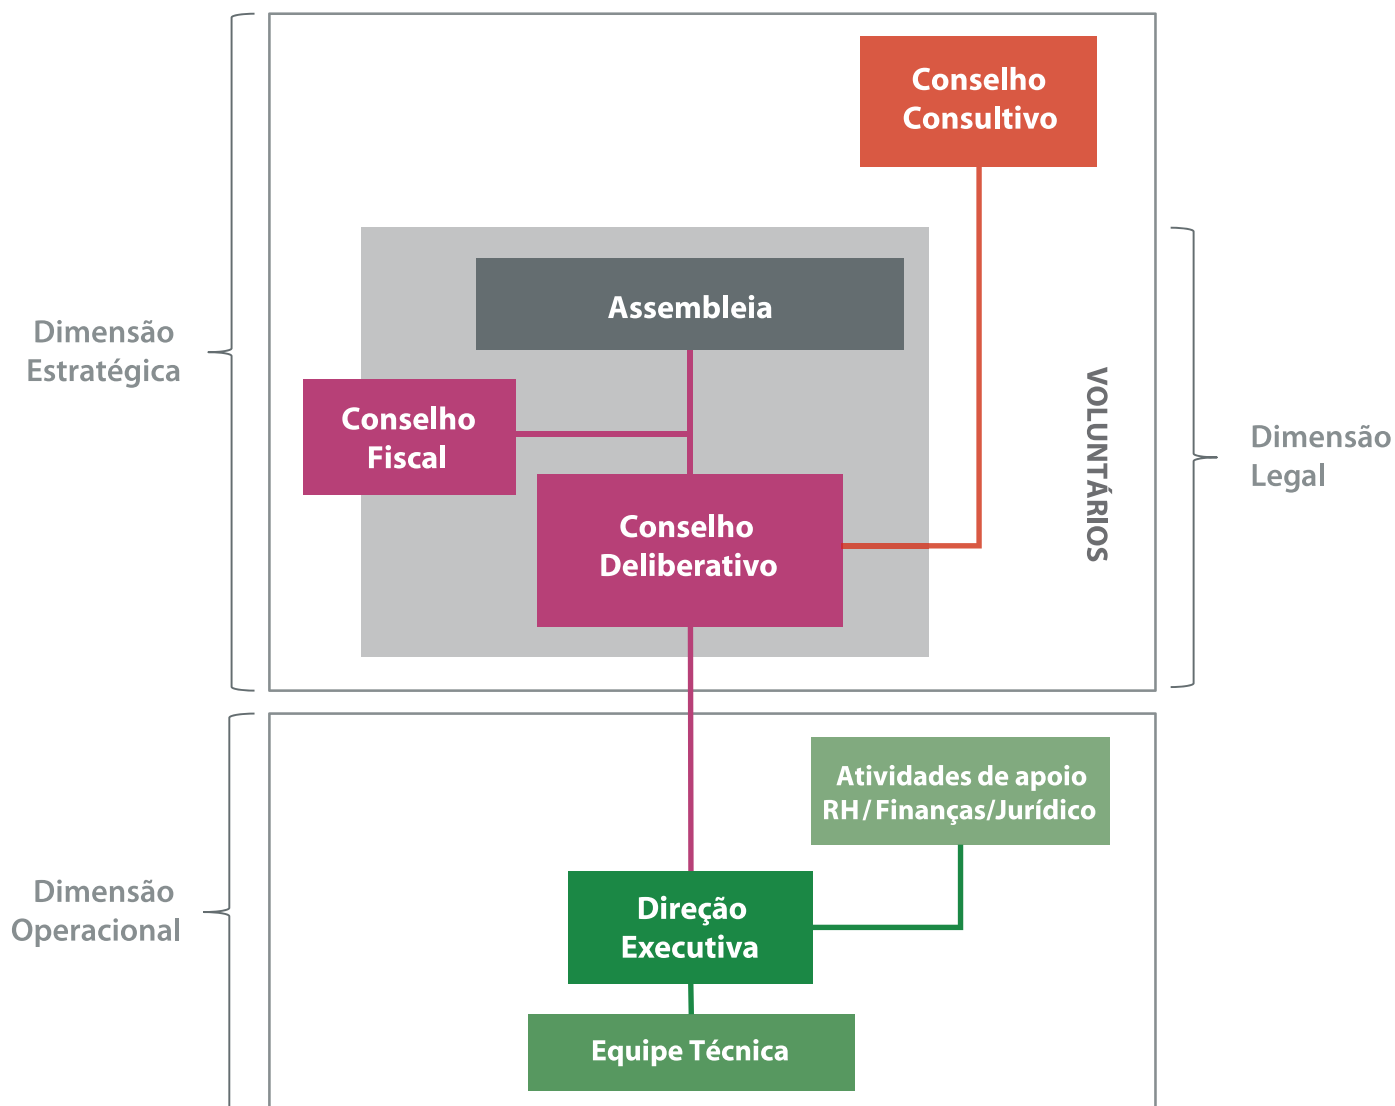 Conselho
Consultivo
Assembleia
Dimensão
Estratégica
Conselho
Fiscal
VOLUNTÁRIOS
Dimensão
Legal
Conselho
Deliberativo
Atividades de apoio
RH / Finanças/Jurídico
Dimensão
Operacional
Direção
Executiva
Equipe Técnica